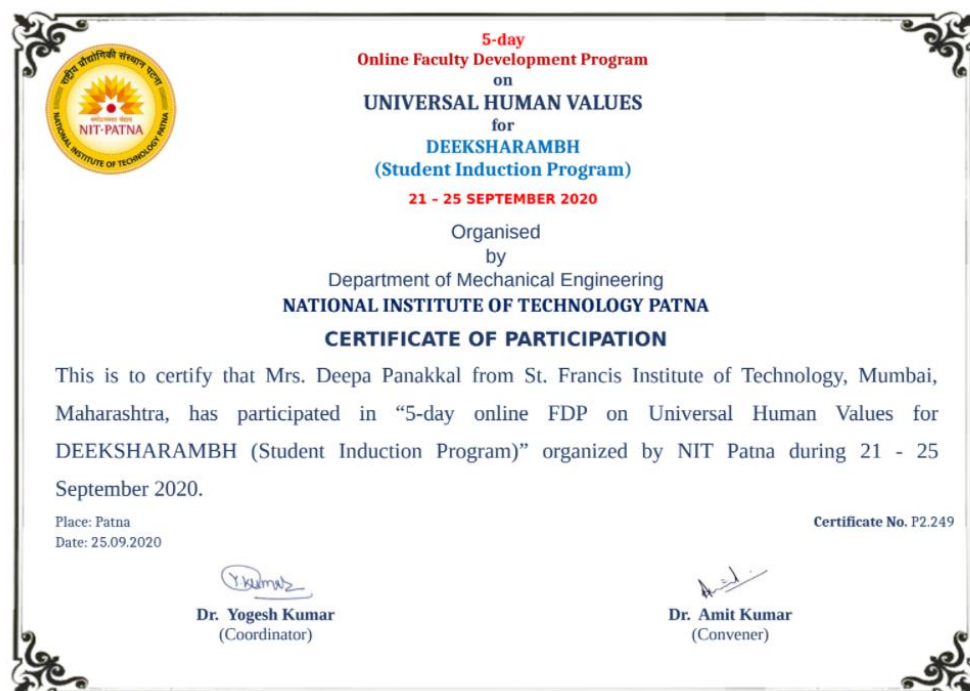 राष्ट्रीय प्रौद्योगिकी संस्थान पटना
NIT-PATNA
NATIONAL INSTITUTE OF TECHNOLOGY PATNA
5-day
Online Faculty Development Program
on
UNIVERSAL HUMAN VALUES
for
DEEKSHARAMBH
(Student Induction Program)
21 – 25 SEPTEMBER 2020
Organised
by
Department of Mechanical Engineering
NATIONAL INSTITUTE OF TECHNOLOGY PATNA
CERTIFICATE OF PARTICIPATION
This is to certify that Mrs. Deepa Panakkal from St. Francis Institute of Technology, Mumbai,
Maharashtra, has participated in “5-day online FDP on Universal Human Values for
DEEKSHARAMBH (Student Induction Program)” organized by NIT Patna during 21 - 25
September 2020.
Place: Patna
Certificate No. P2.249
Date: 25.09.2020
Y.Kumar
Dr. Yogesh Kumar
Dr. Amit Kumar
(Coordinator)
(Convener)